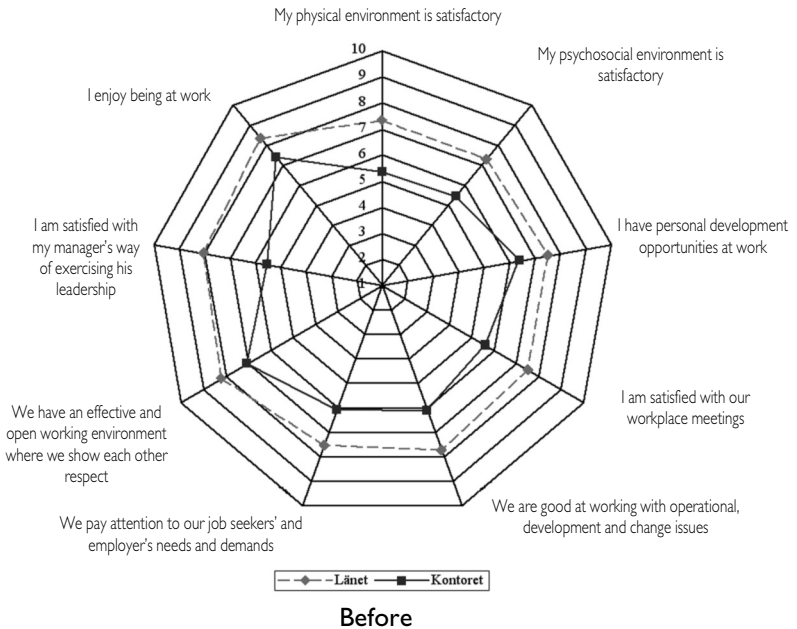 My physical environment is satisfactory
My psychosocial environment is
satisfactory
I have personal development
opportunities at work
I am satisfied with our
workplace meetings
We are good at working with operational,
development and change issues
We pay attention to our job seekers' and
employer's needs and demands
We have an effective and
open working environment
where we show each other
respect
I am satisfied with
my manager's way
of exercising his
leadership
I enjoy being at work
10
9
8
7
6
5
4
3
2
1
Länet Kontoret
Before